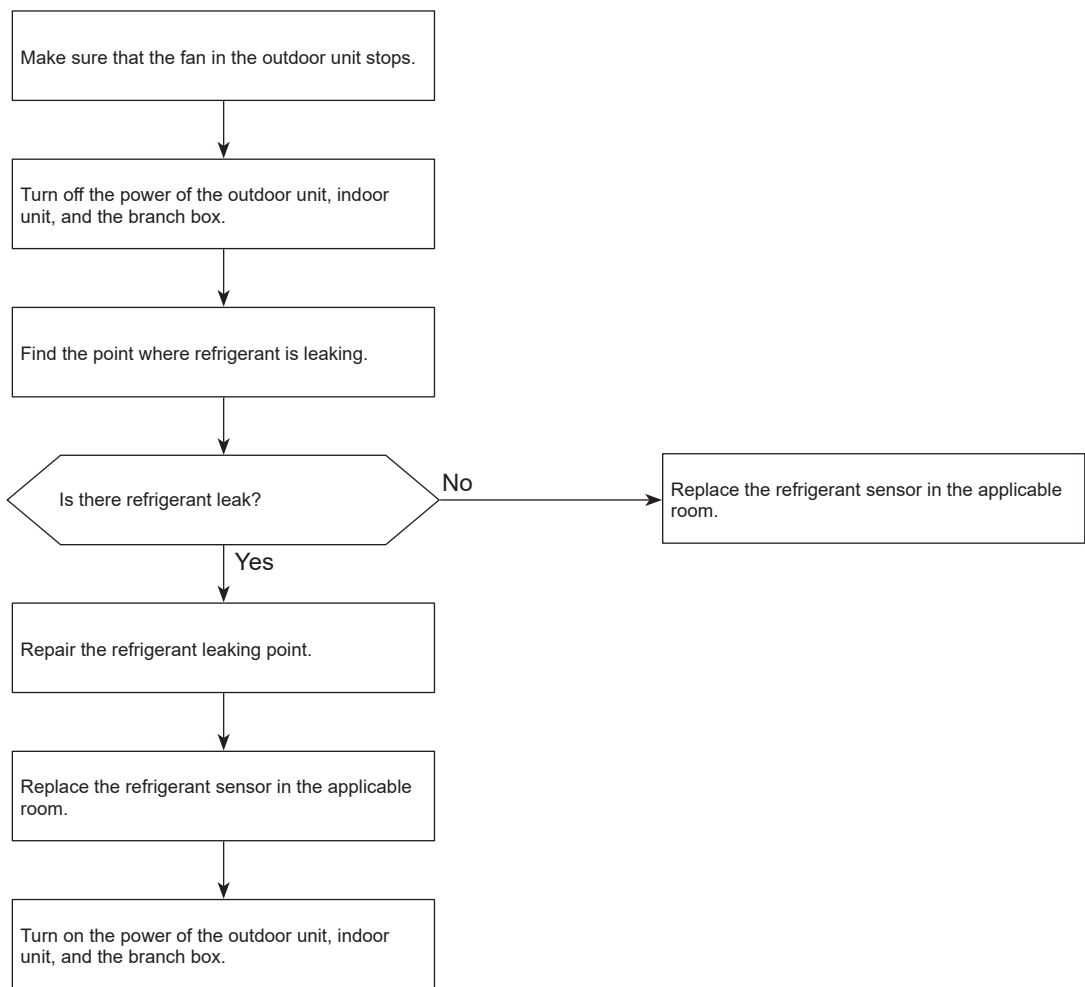 Make sure that the fan in the outdoor unit stops.
Turn off the power of the outdoor unit, indoor
unit, and the branch box.
Find the point where refrigerant is leaking.
Is there refrigerant leak?
No
Replace the refrigerant sensor in the applicable
room.
Yes
Repair the refrigerant leaking point.
Replace the refrigerant sensor in the applicable
room.
Turn on the power of the outdoor unit, indoor
unit, and the branch box.